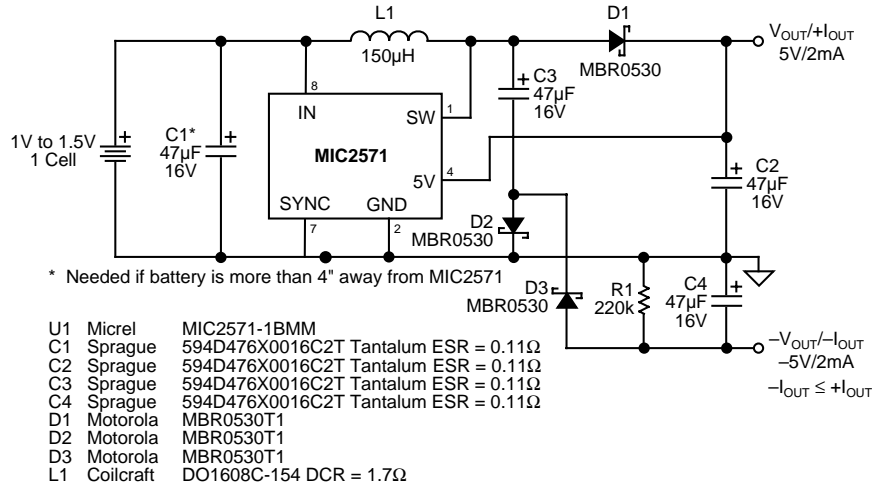 L1
150µH
D1
MBR0530
VOUT/+IOUT
5V/2mA
C3
47µF
16V
8
IN
SW
1
MIC2571
5V
4
SYNC
GND
7
2
1V to 1.5V
1 Cell
C1*
47µF
16V
C2
47µF
16V
D2
MBR0530
* Needed if battery is more than 4" away from MIC2571
D3
MBR0530
R1
220k
C4
47µF
16V
–VOUT/–IOUT
–5V/2mA
–IOUT ≤ +IOUT
U1 Micrel MIC2571-1BMM
C1 Sprague 594D476X0016C2T Tantalum ESR = 0.11Ω
C2 Sprague 594D476X0016C2T Tantalum ESR = 0.11Ω
C3 Sprague 594D476X0016C2T Tantalum ESR = 0.11Ω
C4 Sprague 594D476X0016C2T Tantalum ESR = 0.11Ω
D1 Motorola MBR0530T1
D2 Motorola MBR0530T1
D3 Motorola MBR0530T1
L1 Coilcraft DO1608C-154 DCR = 1.7Ω